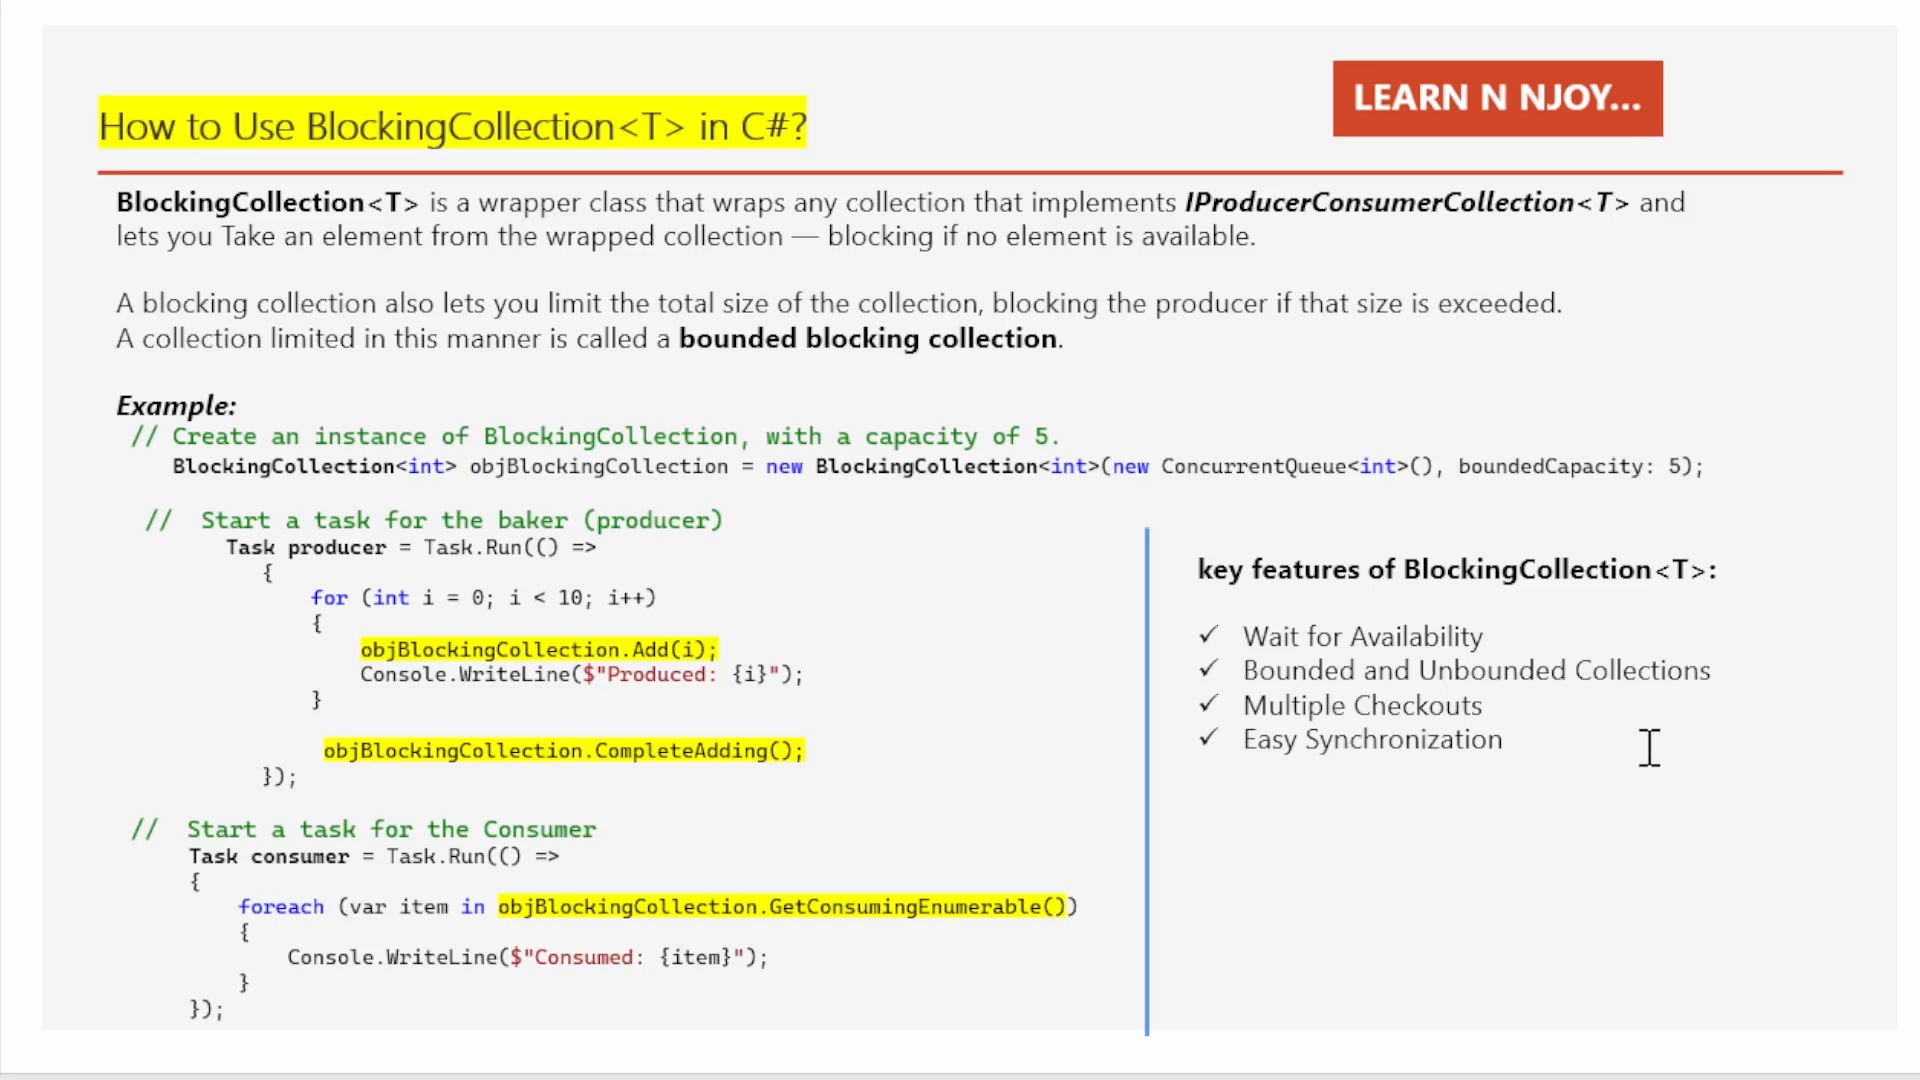 LEARN N NJOY...
How to Use BlockingCollection<T> in C#?
BlockingCollection<T> is a wrapper class that wraps any collection that implements IProducerConsumerCollection<T> and
lets you Take an element from the wrapped collection — blocking if no element is available.
A blocking collection also lets you limit the total size of the collection, blocking the producer if that size is exceeded.
A collection limited in this manner is called a bounded blocking collection.
Example:
// Create an instance of BlockingCollection, with a capacity of 5.
BlockingCollection<int> objBlockingCollection = new BlockingCollection<int>(new ConcurrentQueue<int>(), boundedCapacity: 5);
// Start a task for the baker (producer)
Task producer = Task.Run(() =>
{
for (int i = 0; i < 10; i++)
{
objBlockingCollection.Add(i);
Console.WriteLine($"Produced: {i}");
}
objBlockingCollection.CompleteAdding();
});
// Start a task for the Consumer
Task consumer = Task.Run(() =>
{
foreach (var item in objBlockingCollection.GetConsumingEnumerable())
{
Console.WriteLine($"Consumed: {item}");
}
});
key features of BlockingCollection<T>:
✓ Wait for Availability
✓ Bounded and Unbounded Collections
✓ Multiple Checkouts
✓ Easy Synchronization